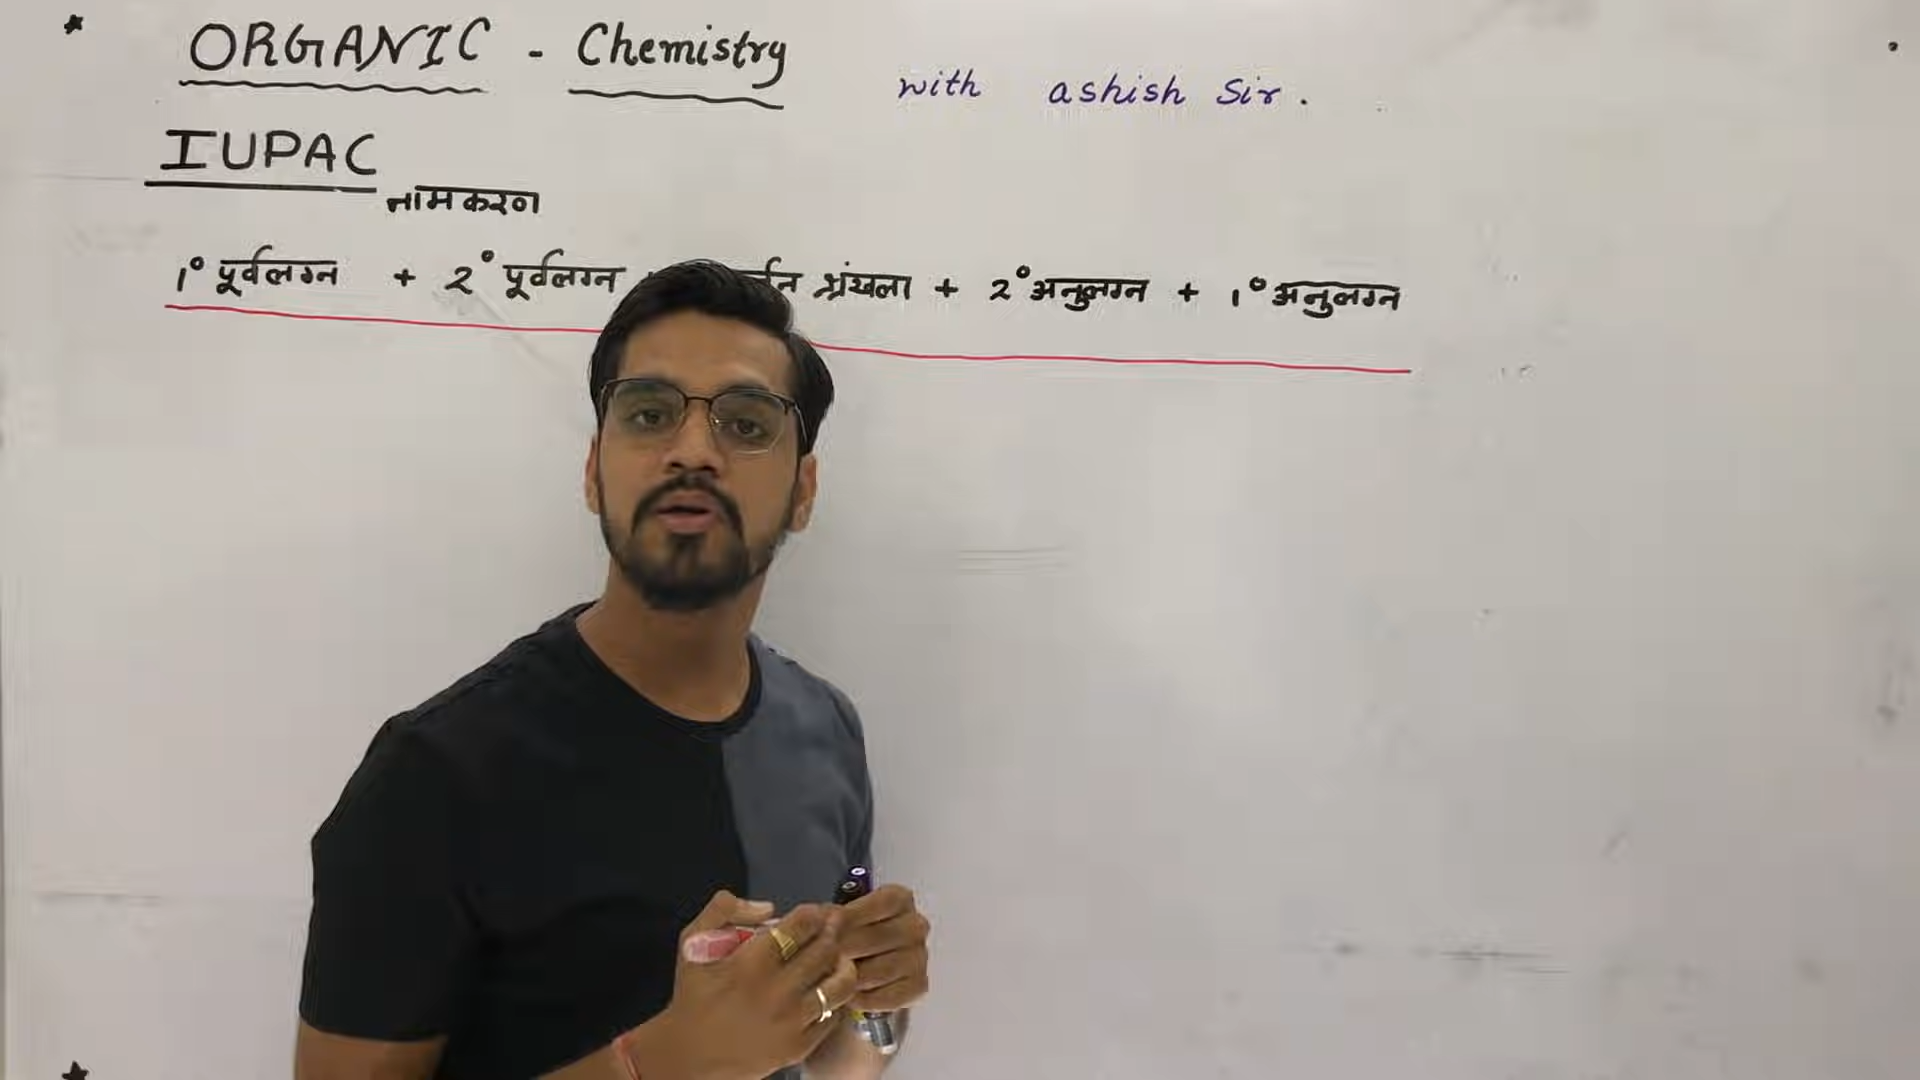 ORGANIC - Chemistry with ashish Sir.
IUPAC
नामकरण
1° पूर्वलग्न + 2° पूर्वलग्न श्रंखला + 2° अनुलग्न + 1° अनुलग्न